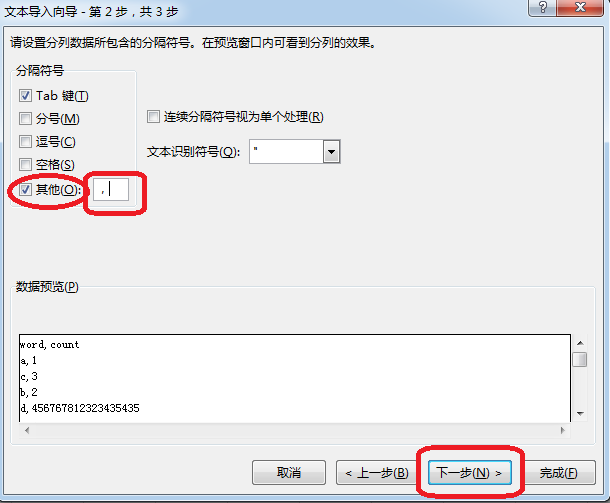 文本导入向导 - 第 2 步，共 3 步
请设置分列数据所包含的分隔符号。在预览窗口内可看到分列的效果。
分隔符号
Tab 键(T)
分号(M)
逗号(C)
空格(S)
其他(O): ，
连续分隔符号视为单个处理(R)
文本识别符号(Q): "
数据预览(P)
word,count
a,1
c,3
b,2
d,456767812323435435
取消 < 上一步(B) 下一步(N) > 完成(F)